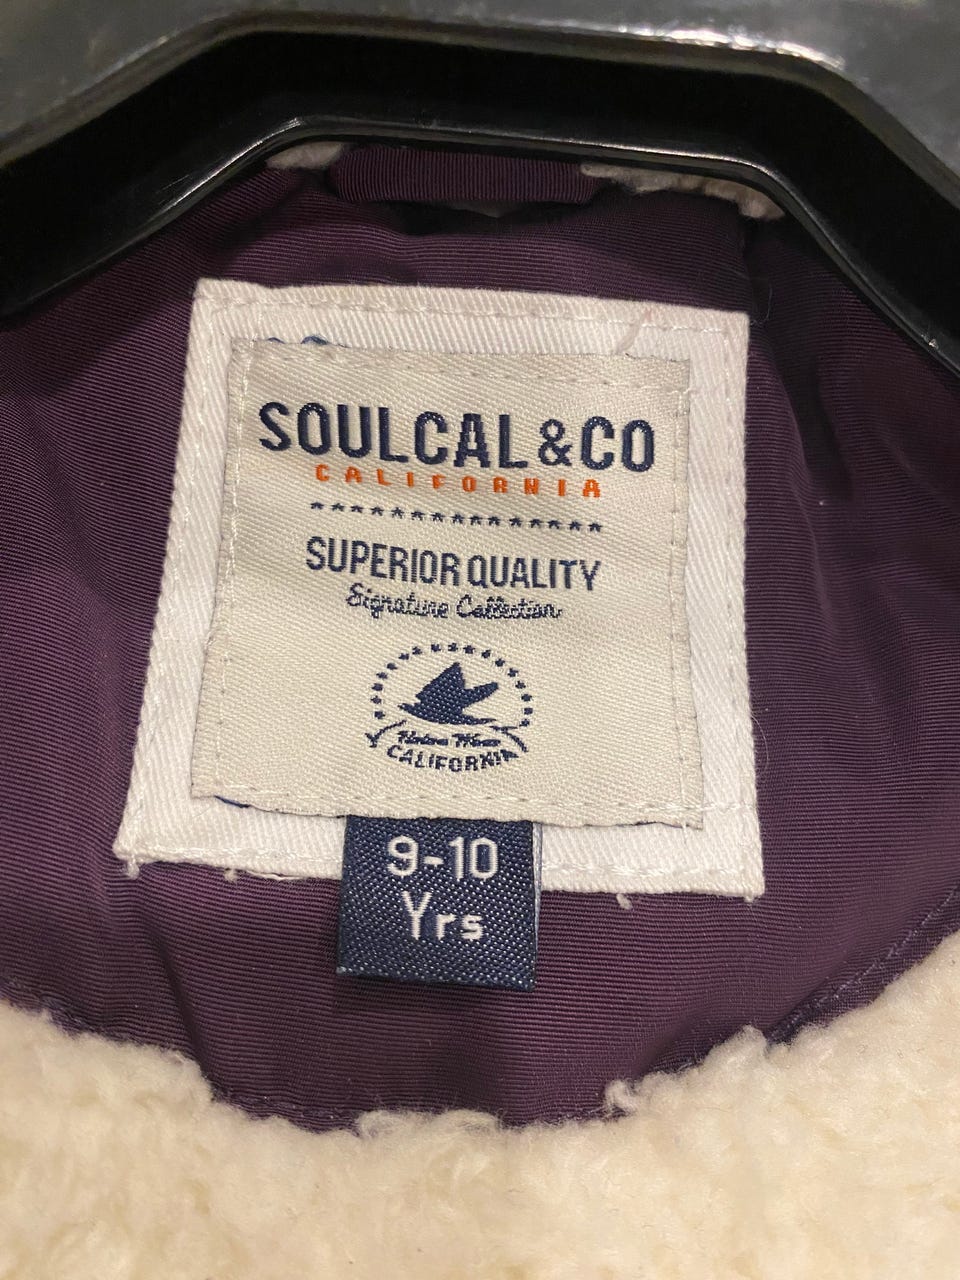 SOULCAL&CO
CALIFORNIA
SUPERIOR QUALITY
Signature Collection
CALIFORNIA
9-10
Yrs